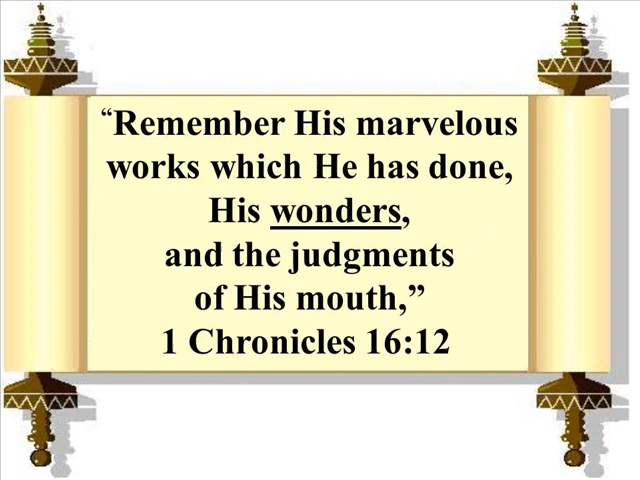 “Remember His marvelous
works which He has done,
His wonders,
and the judgments
of His mouth,”
1 Chronicles 16:12